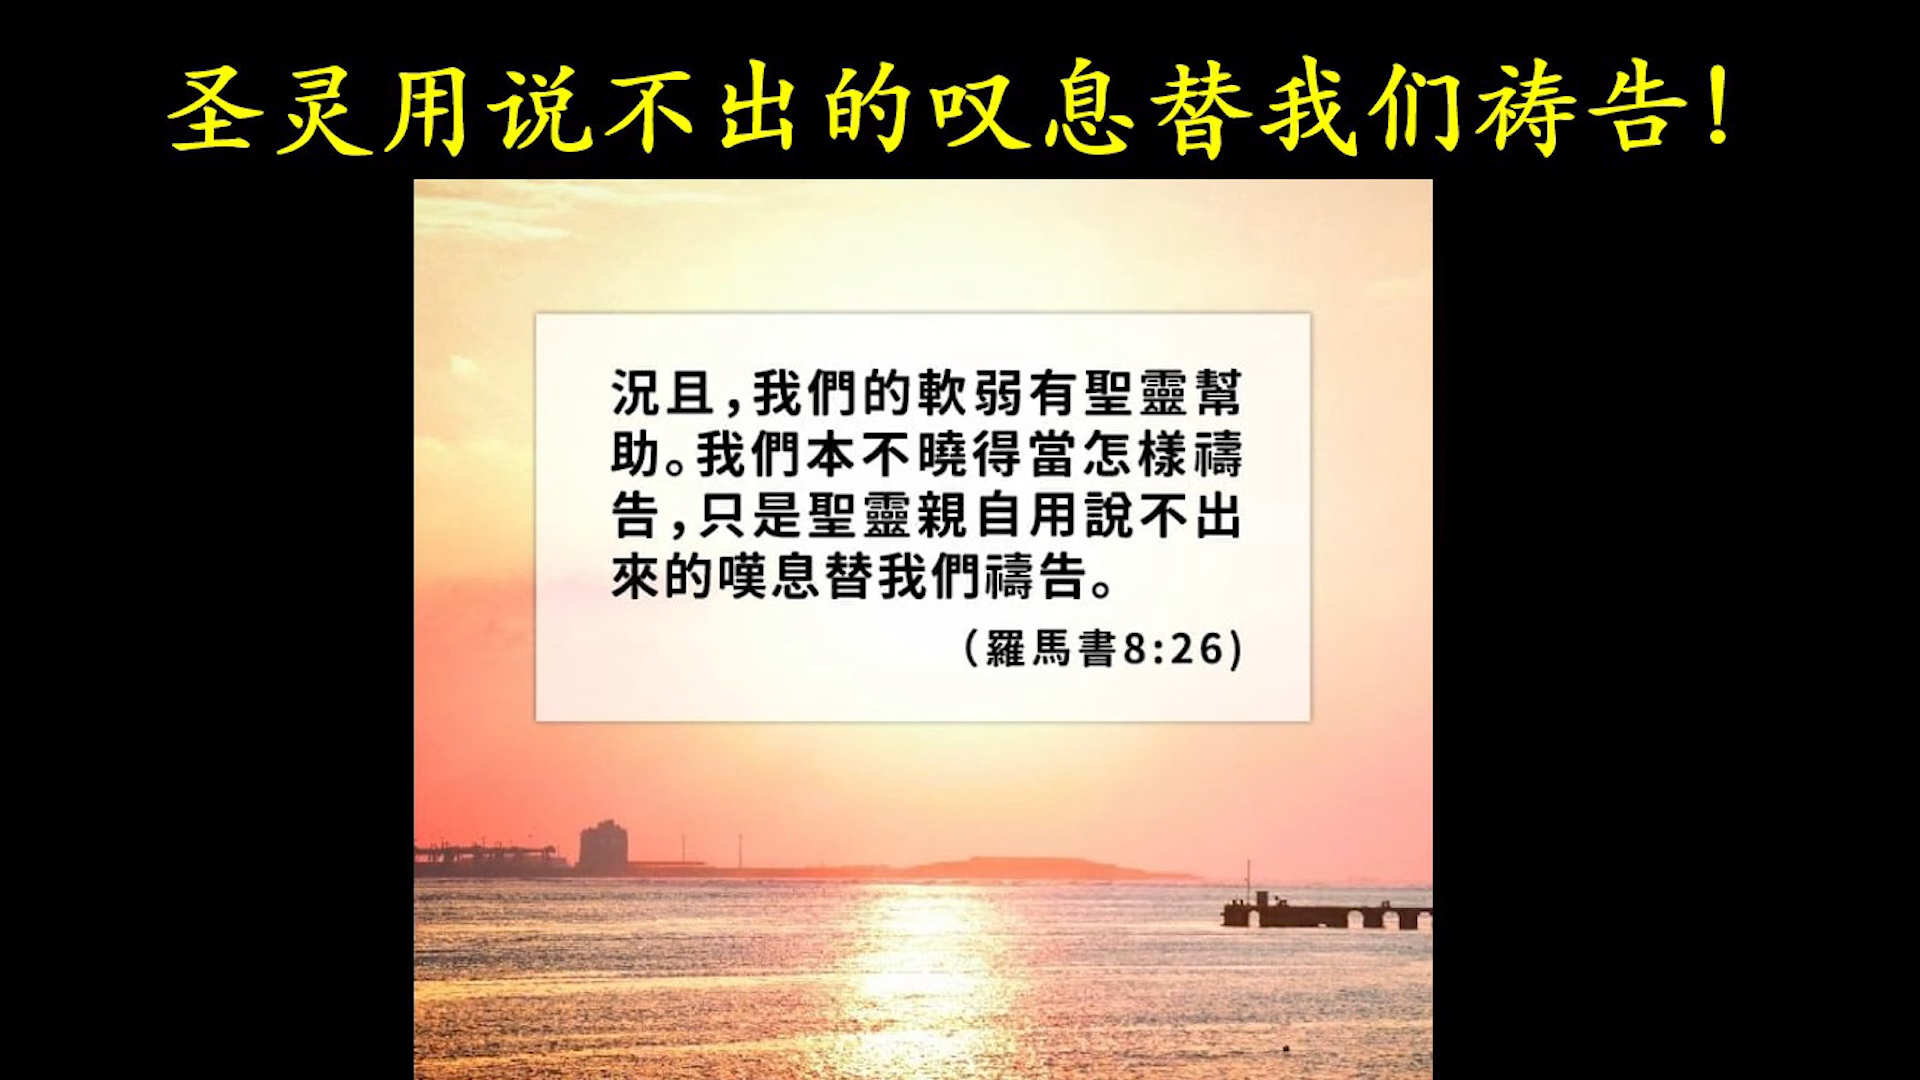 圣灵用说不出的叹息替我们祷告!
況且,我們的軟弱有聖靈幫
助。我們本不曉得當怎樣禱
告,只是聖靈親自用說不出
來的嘆息替我們禱告。
(羅馬書8:26)